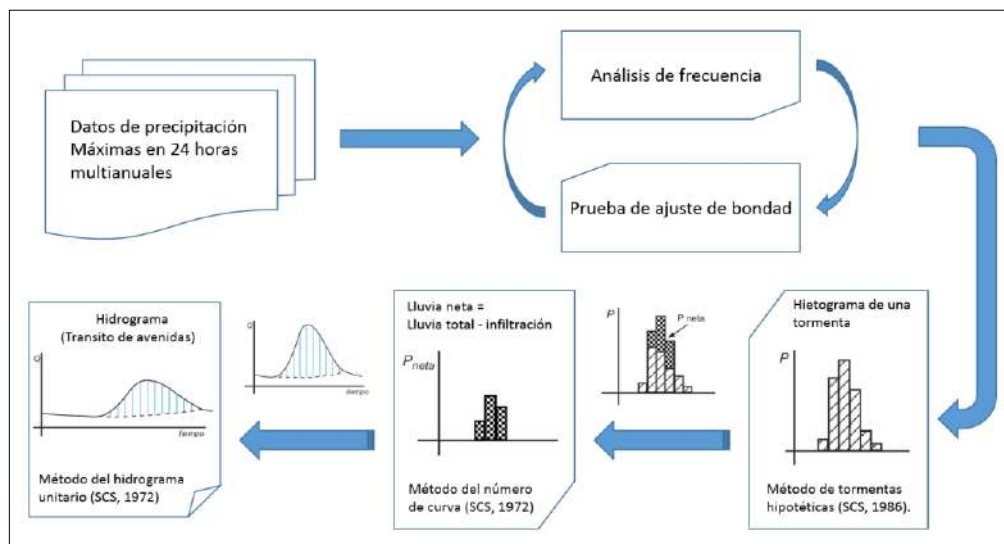 Datos de precipitación
Máximas en 24 horas
multianuales
Análisis de frecuencia
Prueba de ajuste de bondad
Hidrograma
(Transito de avenidas)
Q
tiempo
Método del hidrograma
unitario (SCS, 1972)
Q
tiempo
Lluvia neta =
Lluvia total - infiltración
P neta
Método del número
de curva (SCS, 1972)
P
P neta
Hietograma de una
tormenta
P
Método de tormentas
hipotéticas (SCS, 1986).